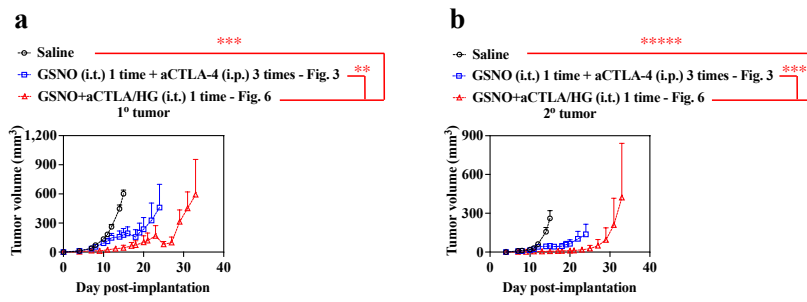 a
***
Saline
**
GSNO (i.t.) 1 time + aCTLA-4 (i.p.) 3 times - Fig. 3
GSNO+aCTLA/HG (i.t.) 1 time - Fig. 6
1º tumor
Tumor volume (mm³)
1,200
900
600
300
0
0 10 20 30 40
Day post-implantation
b
*****
Saline
***
GSNO (i.t.) 1 time + aCTLA-4 (i.p.) 3 times - Fig. 3
GSNO+aCTLA/HG (i.t.) 1 time - Fig. 6
2º tumor
Tumor volume (mm³)
900
600
300
0
0 10 20 30 40
Day post-implantation